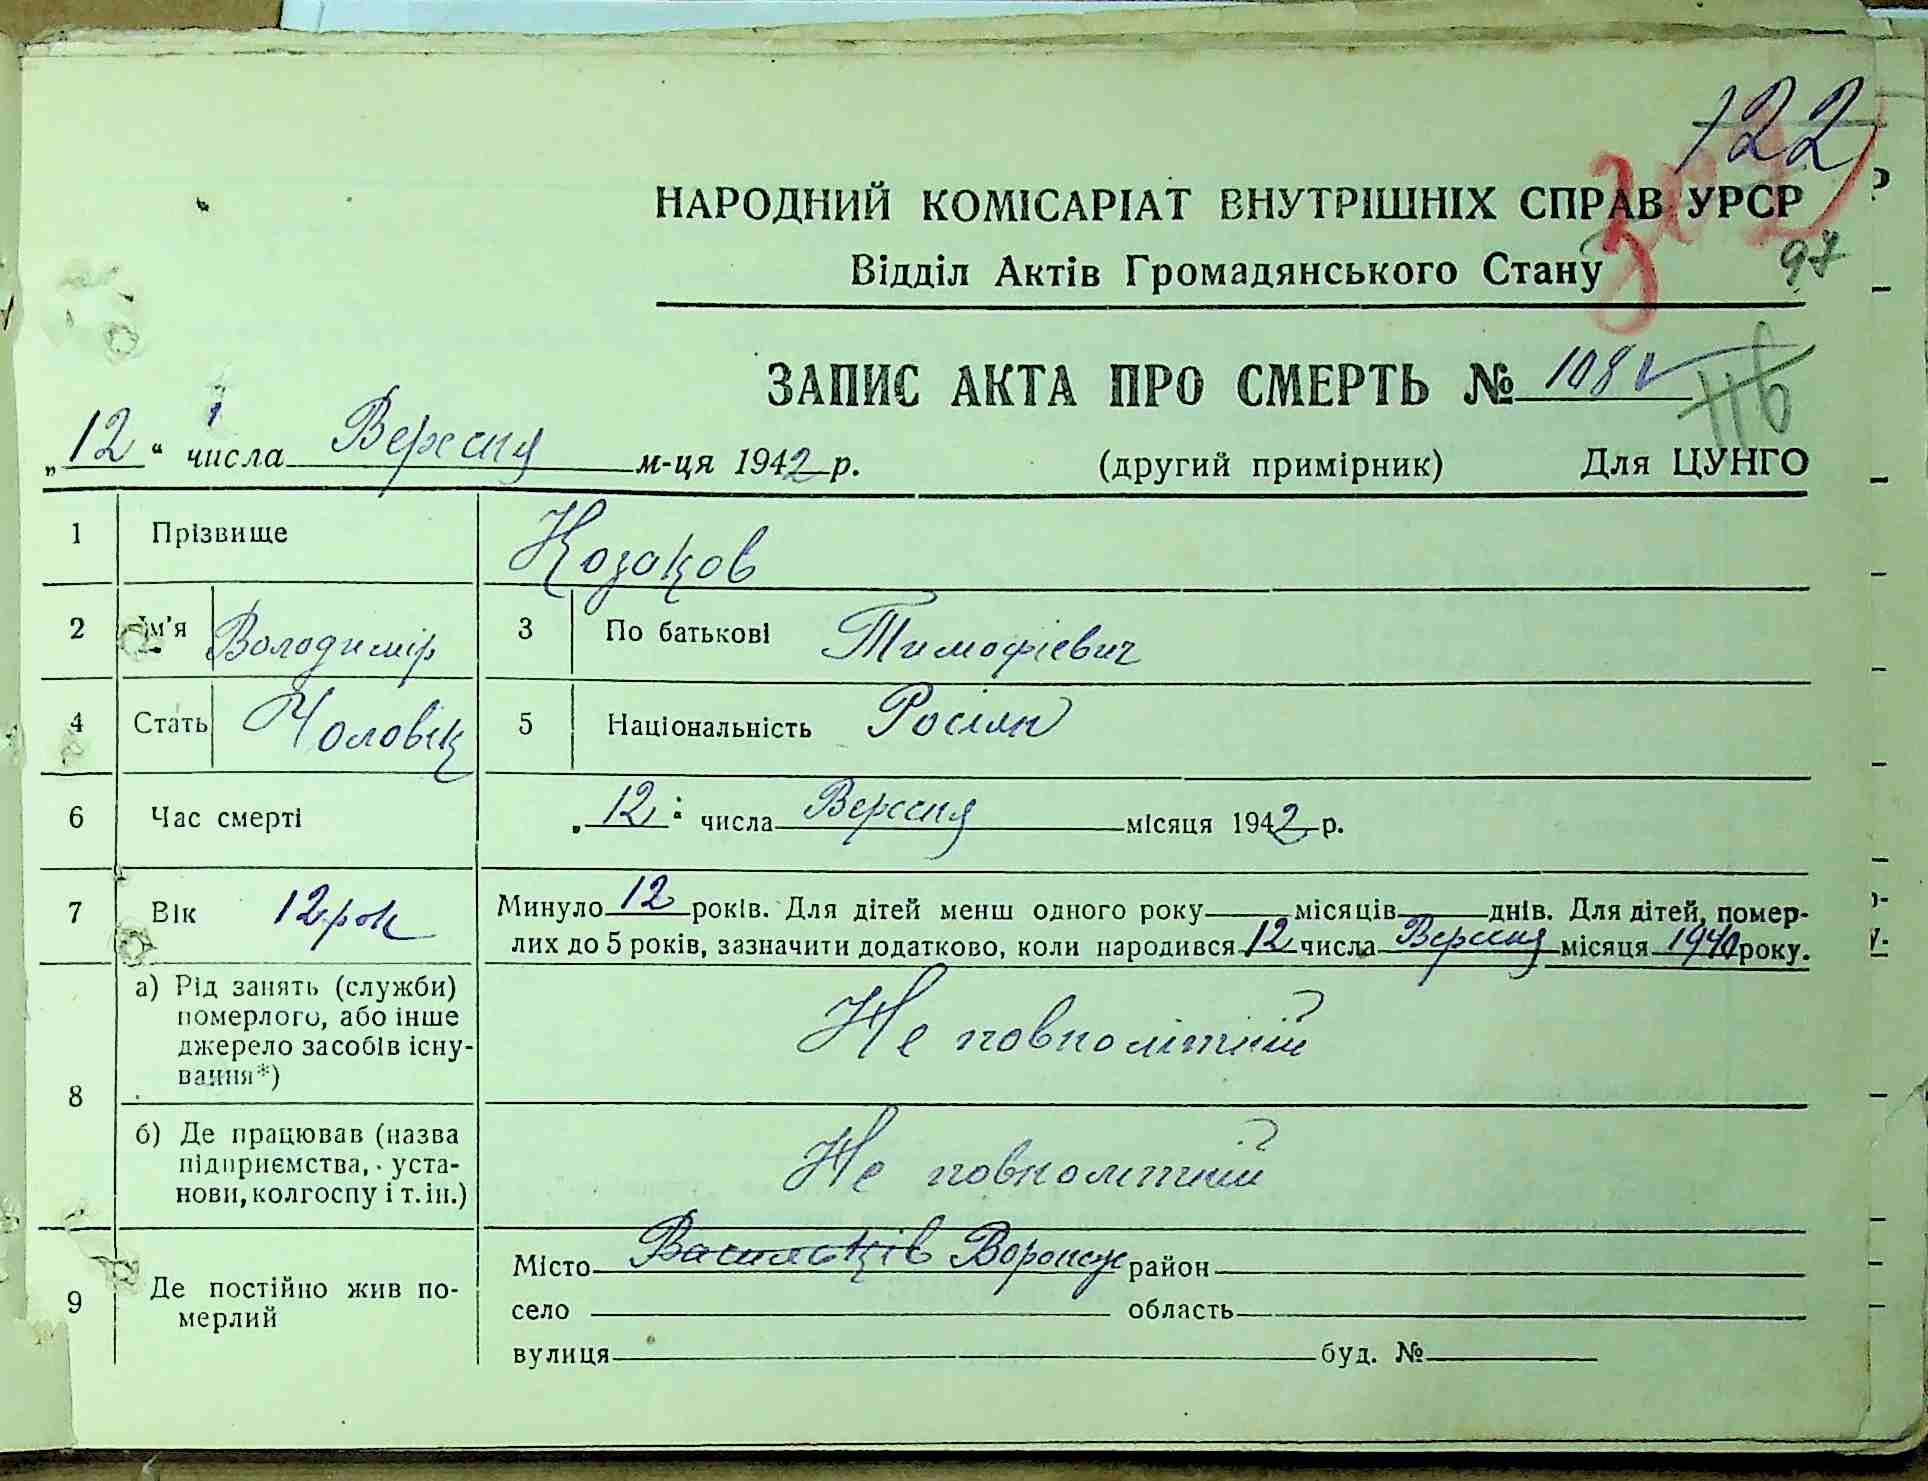 122
97
НАРОДНИЙ КОМІСАРІАТ ВНУТРІШНІХ СПРАВ УРСР
Відділ Актів Громадянського Стану
ЗАПИС АКТА ПРО СМЕРТЬ № 108
116
„12“ числа Вересня м-ця 1942 р. (другий примірник) Для ЦУНГО
1 Прізвище Козаков
2 Ім’я Володимір 3 По батькові Тимофієвич
4 Стать Чоловік 5 Національність Росіян
6 Час смерті „12“ числа Вересня місяця 1942 р.
7 Вік 12 рок Минуло 12 років. Для дітей менш одного року місяців днів. Для дітей, помер-
лих до 5 років, зазначити додатково, коли народився 12 числа Вересня місяця року.
8 а) Рід занять (служби)
померлого, або інше
джерело засобів існу-
вання*)
Не повнолітній
б) Де працював (назва
підприємства, уста-
нови, колгоспу і т. ін.)
Не повнолітній
9 Де постійно жив по-
мерлий
Місто Васильків Воронеж район
село область
вулиця буд. №